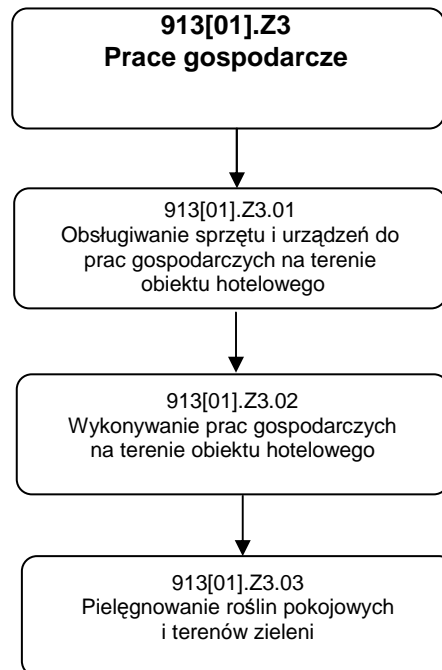 913[01].Z3
Prace gospodarcze
913[01].Z3.01
Obsługiwanie sprzętu i urządzeń do
prac gospodarczych na terenie
obiektu hotelowego
913[01].Z3.02
Wykonywanie prac gospodarczych
na terenie obiektu hotelowego
913[01].Z3.03
Pielęgnowanie roślin pokojowych
i terenów zieleni